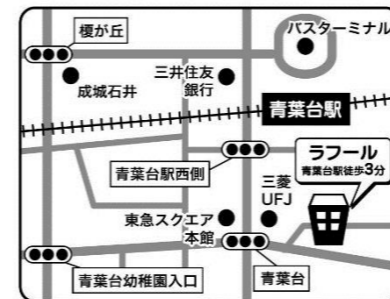 榎が丘
バスターミナル
成城石井
三井住友
銀行
青葉台駅
ラフール
青葉台駅徒歩3分
青葉台駅西側
三菱
UFJ
東急スクエア
本館
青葉台幼稚園入口
青葉台